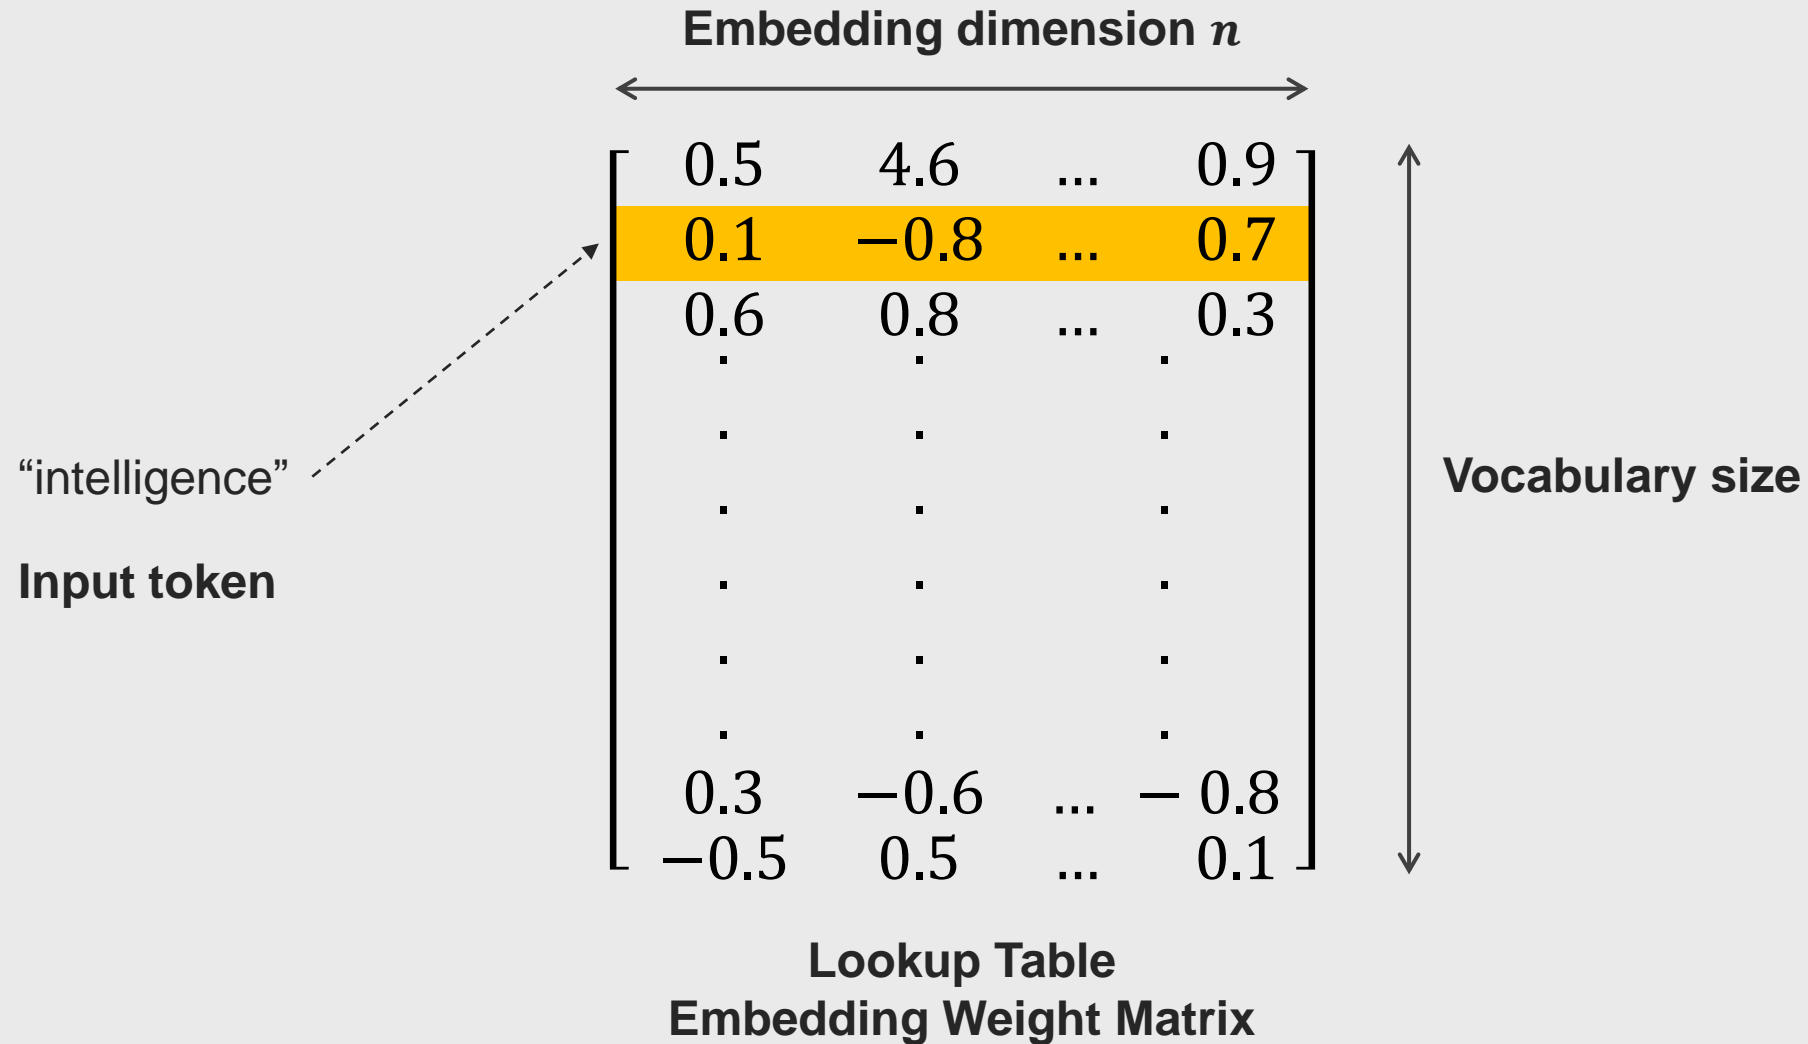 Embedding dimension n
0.5 4.6 ... 0.9
0.1 −0.8 ... 0.7
0.6 0.8 ... 0.3
. . .
. . .
“intelligence”
Vocabulary size
. . .
Input token
. . .
. . .
. . .
0.3 −0.6 ... − 0.8
−0.5 0.5 ... 0.1
Lookup Table
Embedding Weight Matrix